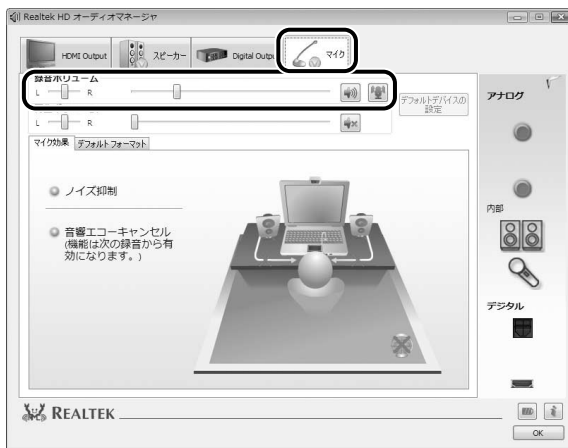 Realtek HD オーディオマネージャ
HDMI Output
スピーカー
Digital Outpu
マイク
録音ボリューム
L
R
デフォルトデバイスの
設定
L
R
マイク効果
デフォルトフォーマット
ノイズ抑制
音響エコーキャンセル
(機能は次の録音から有
効になります。)
アナログ
内部
デジタル
REALTEK
OK